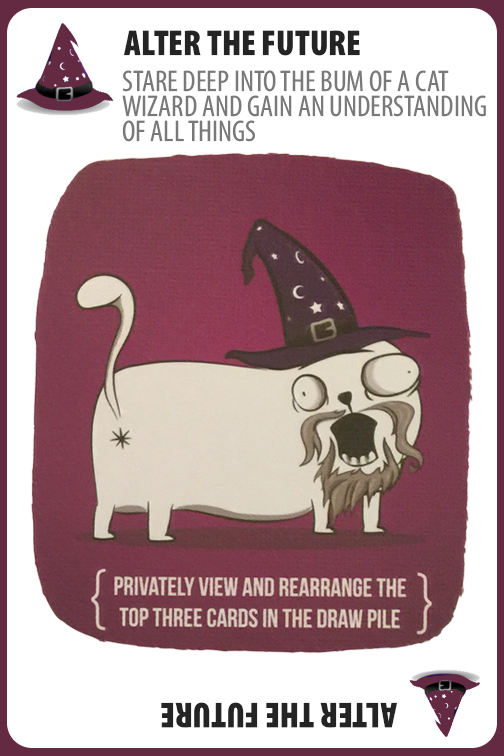 ALTER THE FUTURE
STARE DEEP INTO THE BUM OF A CAT
WIZARD AND GAIN AN UNDERSTANDING
OF ALL THINGS
{ PRIVATELY VIEW AND REARRANGE THE
TOP THREE CARDS IN THE DRAW PILE }
ALTER THE FUTURE